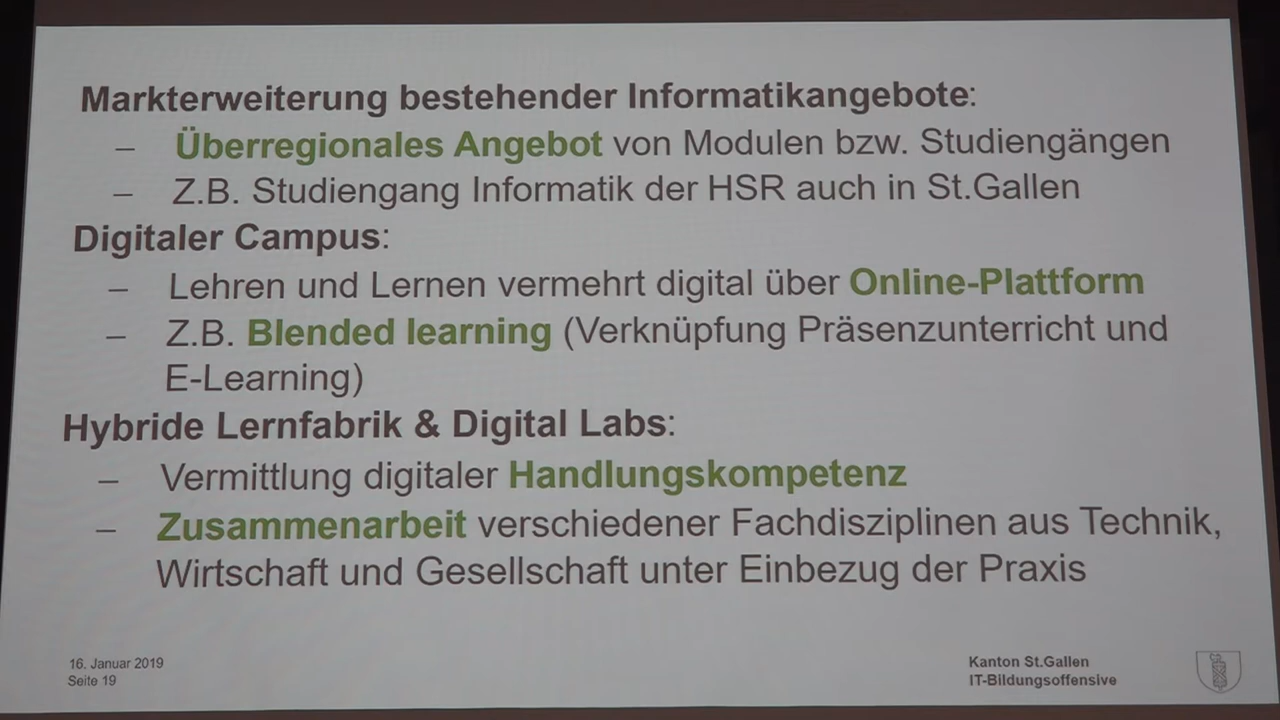 Markterweiterung bestehender Informatikangebote:
– Überregionales Angebot von Modulen bzw. Studiengängen
– Z.B. Studiengang Informatik der HSR auch in St.Gallen
Digitaler Campus:
– Lehren und Lernen vermehrt digital über Online-Plattform
– Z.B. Blended learning (Verknüpfung Präsenzunterricht und
E-Learning)
Hybride Lernfabrik & Digital Labs:
– Vermittlung digitaler Handlungskompetenz
– Zusammenarbeit verschiedener Fachdisziplinen aus Technik,
Wirtschaft und Gesellschaft unter Einbezug der Praxis
16. Januar 2019
Seite 19
Kanton St.Gallen
IT-Bildungsoffensive